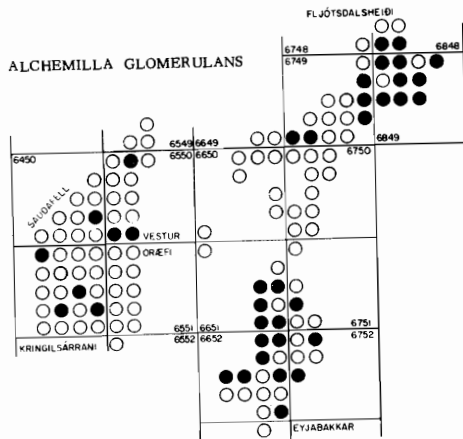 FLJÓTSDALSHEIÐI
6748 6848
6749
ALCHEMILLA GLOMERULANS
6549 6649 6849
6450 6550 6650 6750
SAUÐAFELL
VESTUR
ÖRÆFI
6551 6651 6751
KRINGILSÁRRANI 6552 6652 6752
EYJABAKKAR